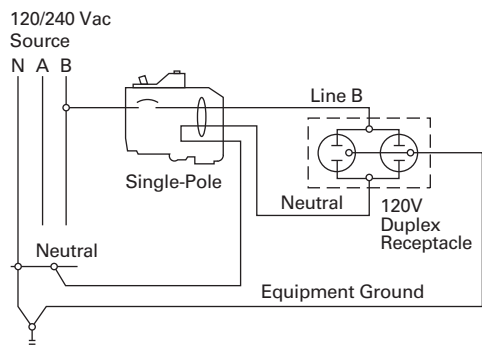 120/240 Vac
Source
N A B
Line B
Single-Pole
Neutral
120V
Duplex
Receptacle
Neutral
Equipment Ground